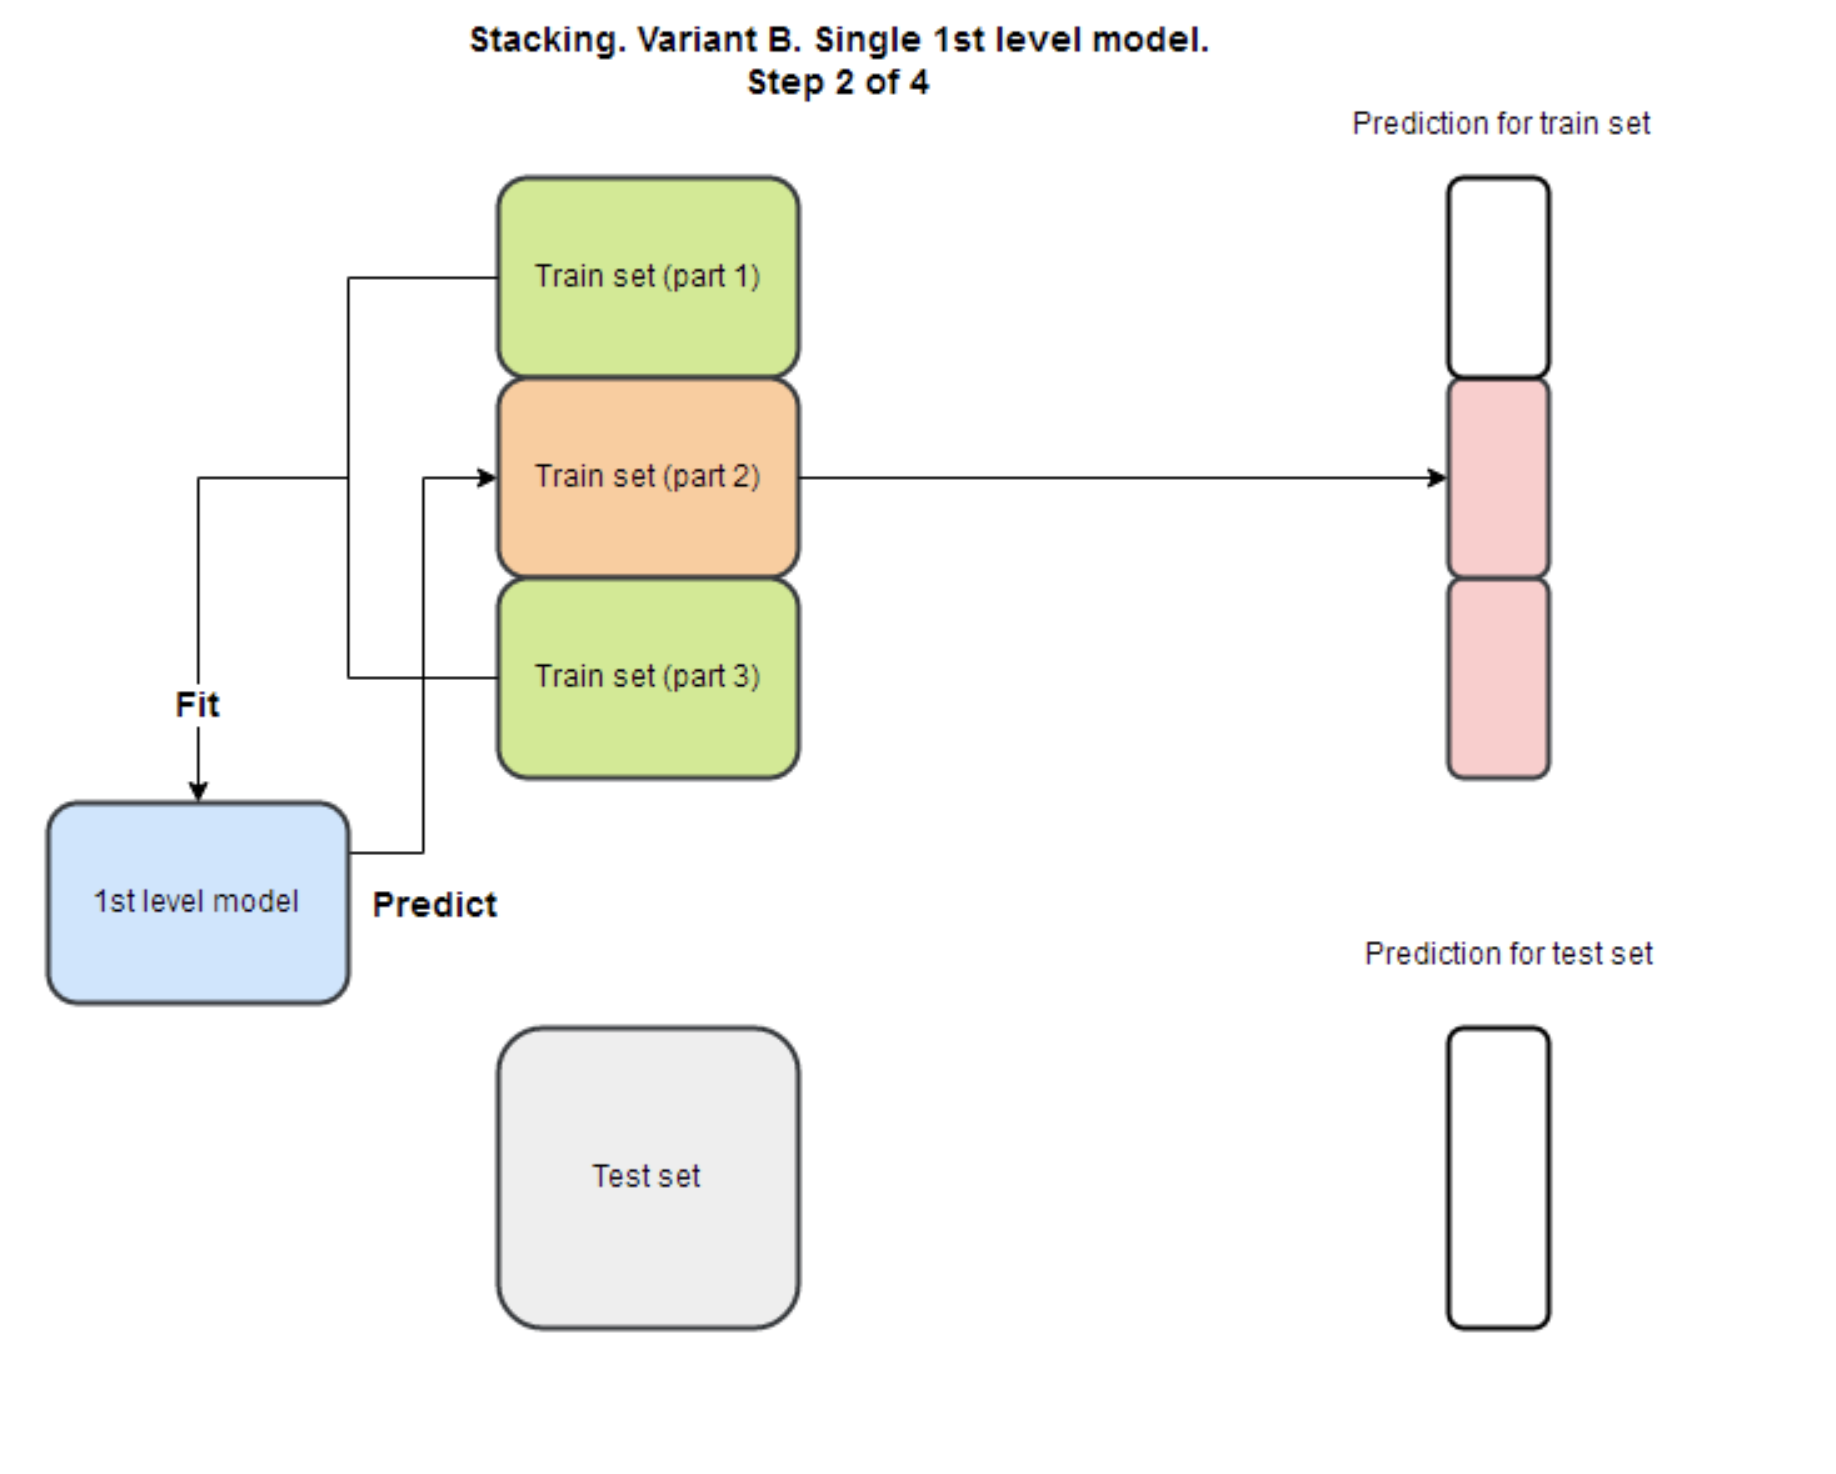 Stacking. Variant B. Single 1st level model.
Step 2 of 4
Prediction for train set
Train set (part 1)
Train set (part 2)
Train set (part 3)
Fit
1st level model
Predict
Prediction for test set
Test set